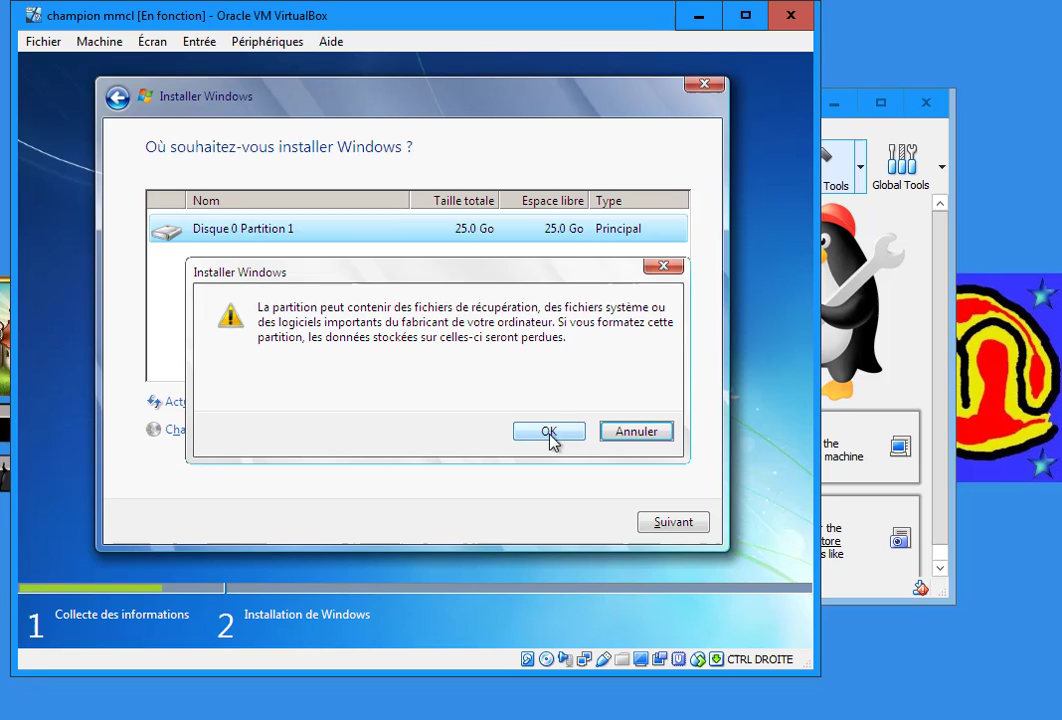 champion mmcl [En fonction] - Oracle VM VirtualBox
Fichier Machine Écran Entrée Périphériques Aide
Installer Windows
Où souhaitez-vous installer Windows ?
Nom Taille totale Espace libre Type
Disque 0 Partition 1 25.0 Go 25.0 Go Principal
Installer Windows
La partition peut contenir des fichiers de récupération, des fichiers système ou
des logiciels importants du fabricant de votre ordinateur. Si vous formatez cette
partition, les données stockées sur celles-ci seront perdues.
Actu
Cha
OK Annuler
Suivant
1 Collecte des informations 2 Installation de Windows
CTRL DROITE
Tools Global Tools
the
machine
r the
tore
s like